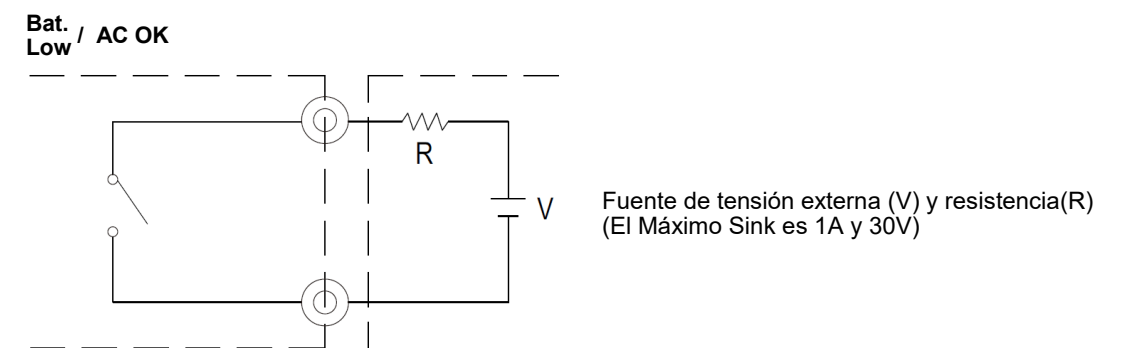 Bat.
Low / AC OK
R
V
Fuente de tensión externa (V) y resistencia(R)
(El Máximo Sink es 1A y 30V)